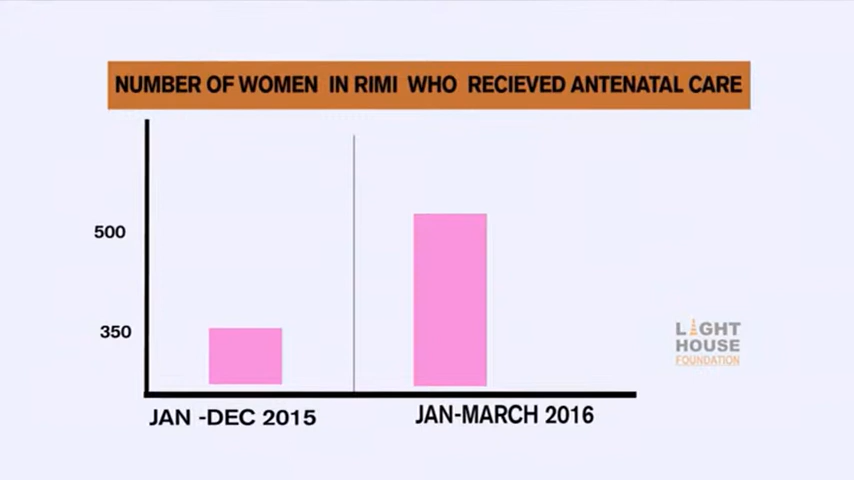 NUMBER OF WOMEN IN RIMI WHO RECIEVED ANTENATAL CARE
500
350
JAN -DEC 2015
JAN-MARCH 2016
LIGHT
HOUSE
FOUNDATION